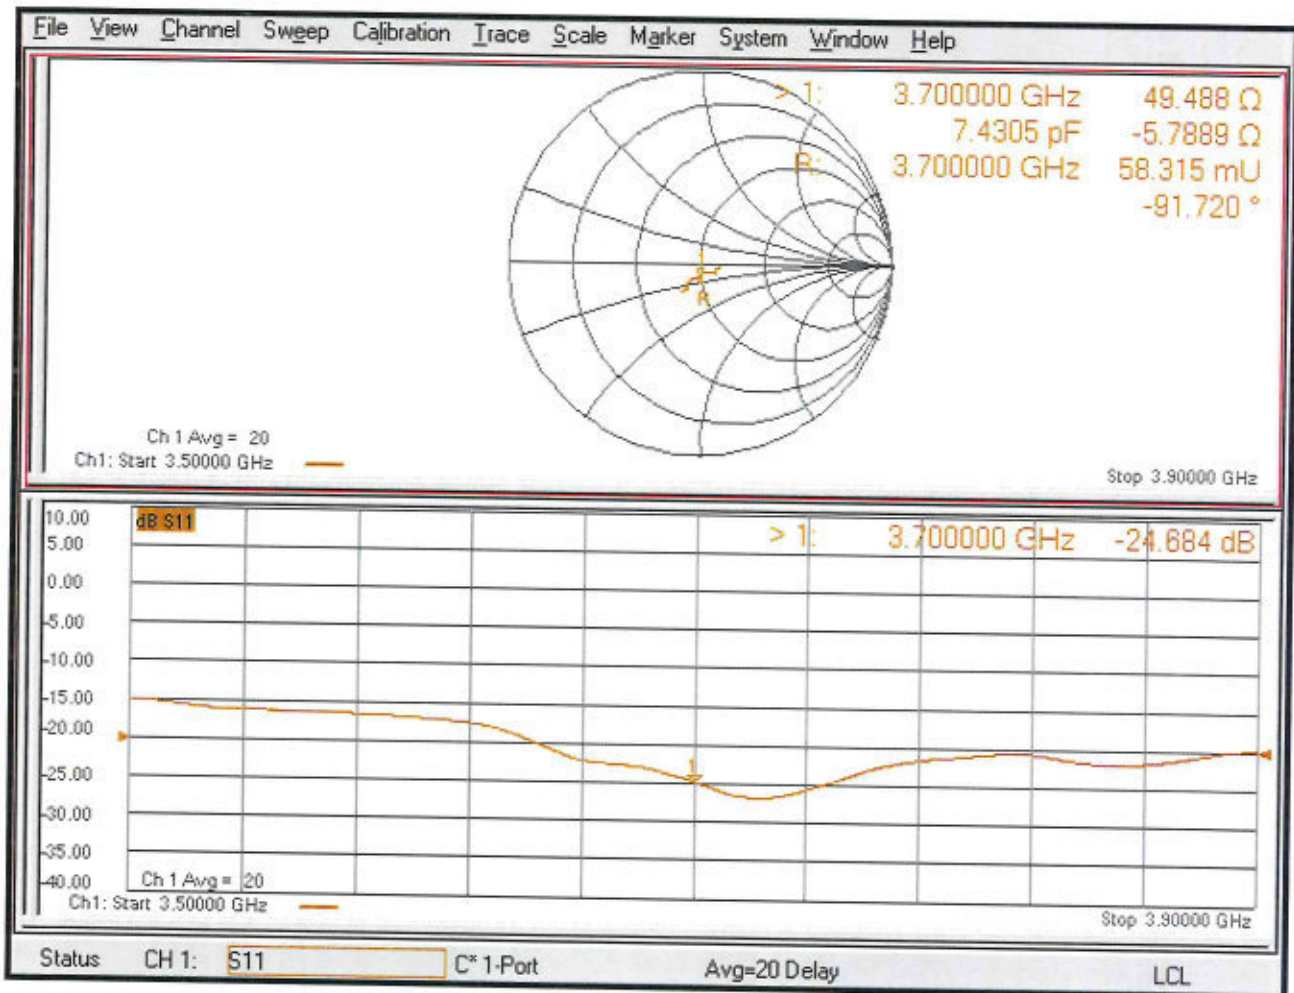 File View Channel Sweep Calibration Trace Scale Marker System Window Help
> 1: 3.700000 GHz 49.488 Ω
7.4305 pF -5.7889 Ω
R: 3.700000 GHz 58.315 mU
-91.720 °
1
R
Ch 1 Avg = 20
Ch1: Start 3.50000 GHz
Stop 3.90000 GHz
dB S11
> 1: 3.700000 GHz -24.684 dB
10.00
5.00
0.00
-5.00
-10.00
-15.00
-20.00
-25.00
-30.00
-35.00
-40.00
1
Ch 1 Avg = 20
Ch1: Start 3.50000 GHz
Stop 3.90000 GHz
Status CH 1: S11 C* 1-Port Avg=20 Delay LCL